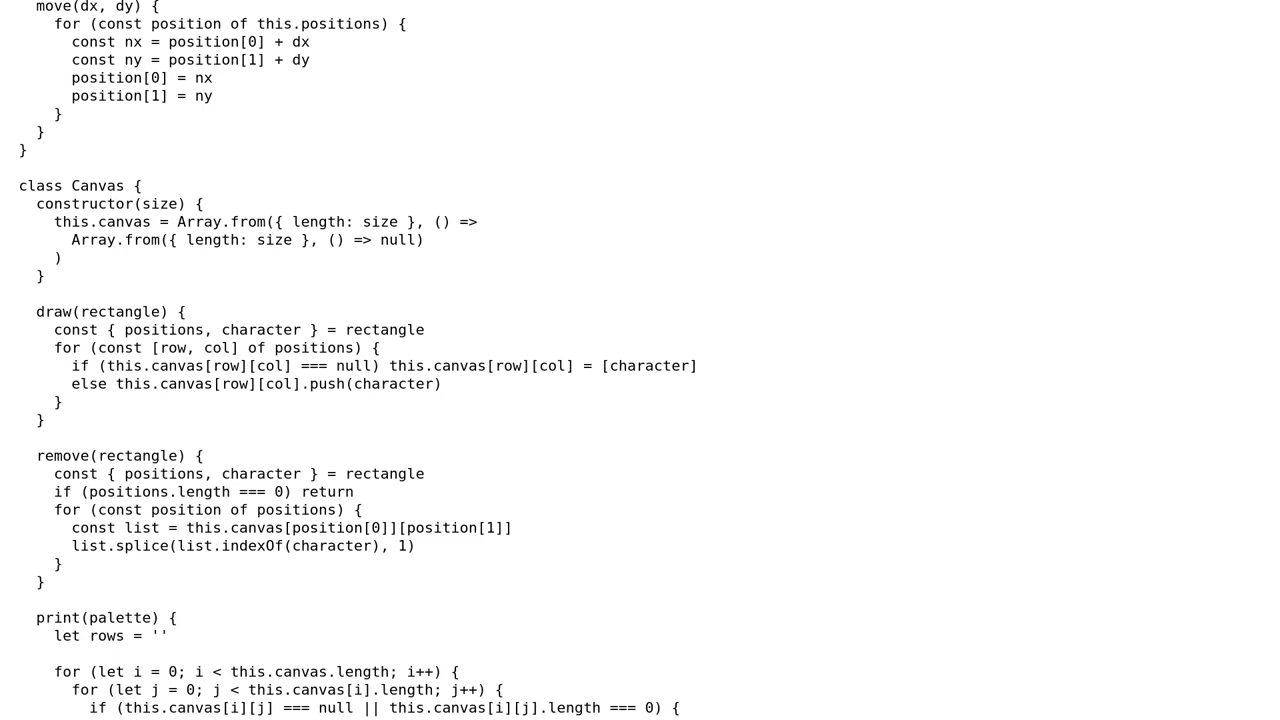 move(dx, dy) {
    for (const position of this.positions) {
      const nx = position[0] + dx
      const ny = position[1] + dy
      position[0] = nx
      position[1] = ny
    }
  }
}

class Canvas {
  constructor(size) {
    this.canvas = Array.from({ length: size }, () =>
      Array.from({ length: size }, () => null)
    )
  }

  draw(rectangle) {
    const { positions, character } = rectangle
    for (const [row, col] of positions) {
      if (this.canvas[row][col] === null) this.canvas[row][col] = [character]
      else this.canvas[row][col].push(character)
    }
  }

  remove(rectangle) {
    const { positions, character } = rectangle
    if (positions.length === 0) return
    for (const position of positions) {
      const list = this.canvas[position[0]][position[1]]
      list.splice(list.indexOf(character), 1)
    }
  }

  print(palette) {
    let rows = ''

    for (let i = 0; i < this.canvas.length; i++) {
      for (let j = 0; j < this.canvas[i].length; j++) {
        if (this.canvas[i][j] === null || this.canvas[i][j].length === 0) {